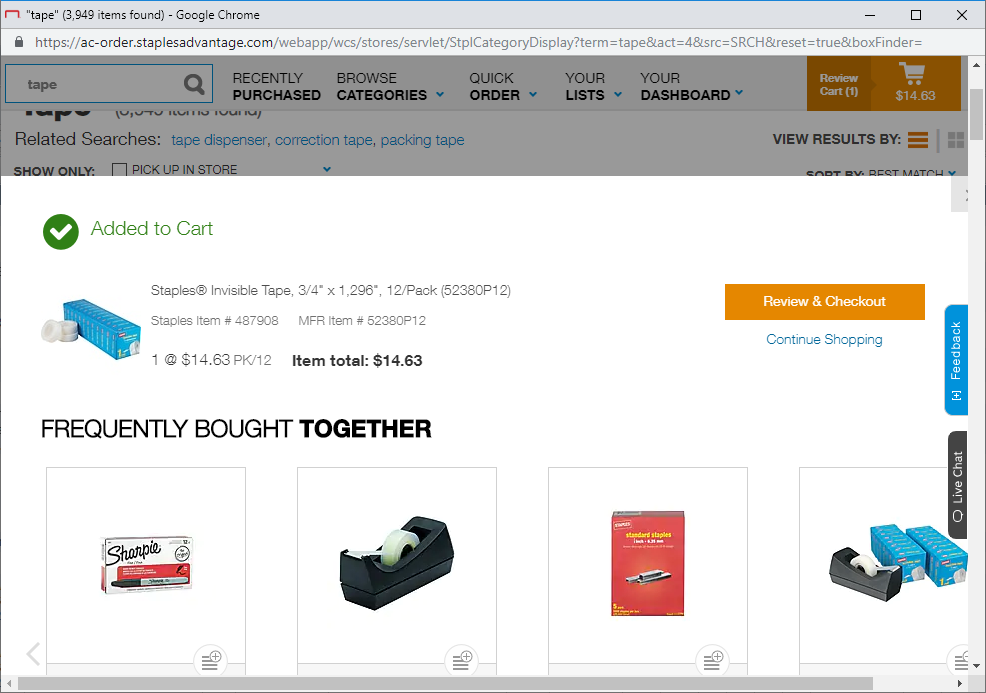 "tape" (3,949 items found) - Google Chrome
https://ac-order.staplesadvantage.com/webapp/wcs/stores/servlet/StplCategoryDisplay?term=tape&act=4&src=SRCH&reset=true&boxFinder=
tape
RECENTLY PURCHASED
BROWSE CATEGORIES
QUICK ORDER
YOUR LISTS
YOUR DASHBOARD
Review Cart (1)
$14.63
Tape (3,949 items found)
Related Searches: tape dispenser, correction tape, packing tape
VIEW RESULTS BY:
SHOW ONLY: PICK UP IN STORE
SORT BY: BEST MATCH
Added to Cart
Staples® Invisible Tape, 3/4" x 1,296", 12/Pack (52380P12)
Staples Item # 487908 MFR Item # 52380P12
1 @ $14.63 PK/12 Item total: $14.63
Review & Checkout
Continue Shopping
Feedback
Live Chat
FREQUENTLY BOUGHT TOGETHER
Sharpie
STAPLES
standard staples